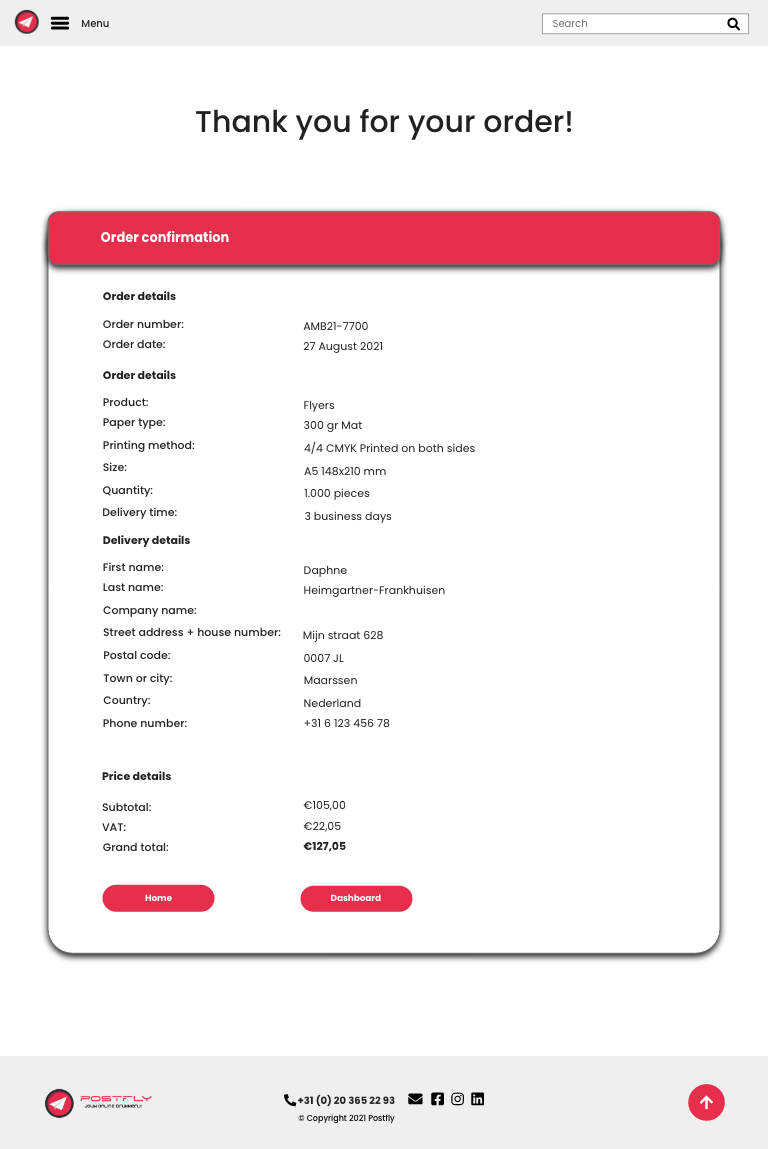 Menu
Search
Thank you for your order!
Order confirmation
Order details
Order number: AMB21-7700
Order date: 27 August 2021
Order details
Product: Flyers
Paper type: 300 gr Mat
Printing method: 4/4 CMYK Printed on both sides
Size: A5 148x210 mm
Quantity: 1.000 pieces
Delivery time: 3 business days
Delivery details
First name: Daphne
Last name: Heimgartner-Frankhuisen
Company name:
Street address + house number: Mijn straat 628
Postal code: 0007 JL
Town or city: Maarssen
Country: Nederland
Phone number: +31 6 123 456 78
Price details
Subtotal: €105,00
VAT: €22,05
Grand total: €127,05
Home Dashboard
POSTFLY
JOUW ONLINE DRUKKERIJ
+31 (0) 20 365 22 93
© Copyright 2021 Postfly